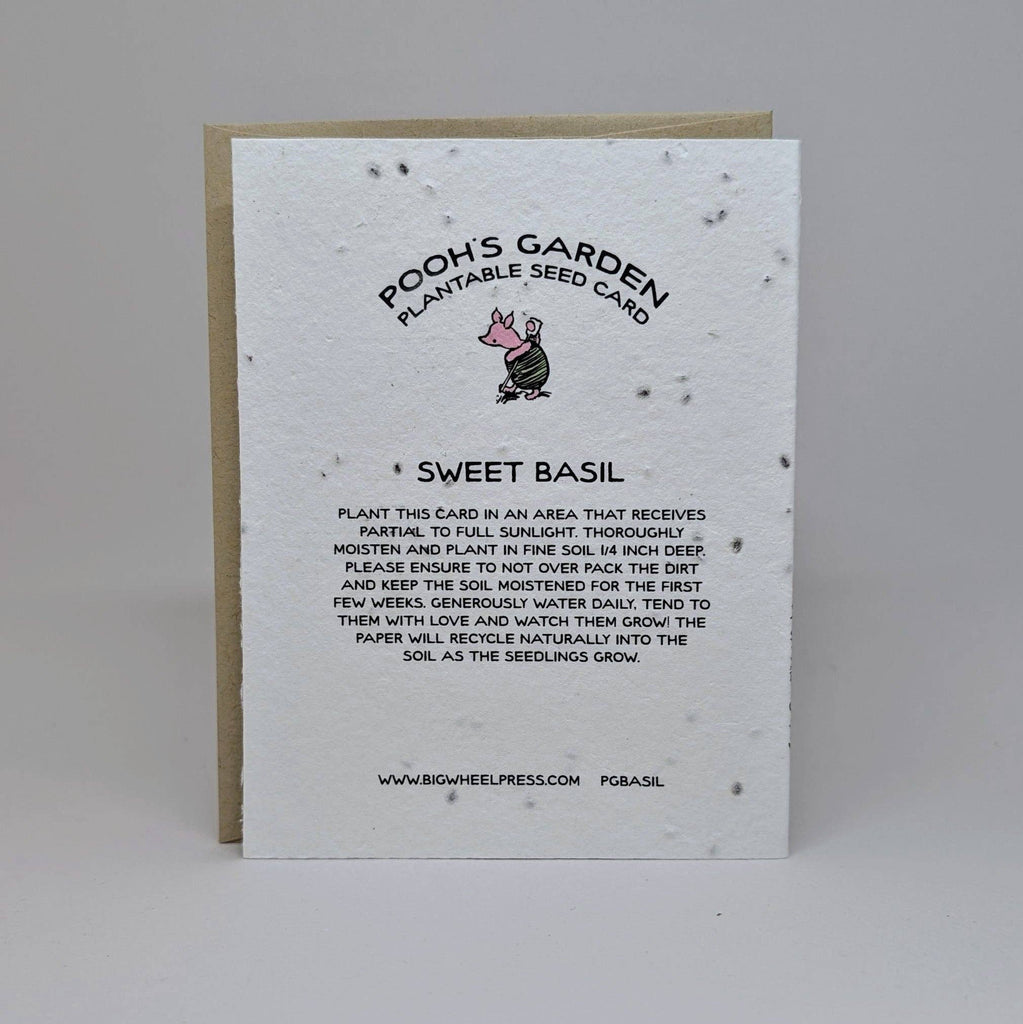 POOH'S GARDEN
PLANTABLE SEED CARD
SWEET BASIL
PLANT THIS CARD IN AN AREA THAT RECEIVES
PARTIAL TO FULL SUNLIGHT. THOROUGHLY
MOISTEN AND PLANT IN FINE SOIL 1/4 INCH DEEP.
PLEASE ENSURE TO NOT OVER PACK THE DIRT
AND KEEP THE SOIL MOISTENED FOR THE FIRST
FEW WEEKS. GENEROUSLY WATER DAILY, TEND TO
THEM WITH LOVE AND WATCH THEM GROW! THE
PAPER WILL RECYCLE NATURALLY INTO THE
SOIL AS THE SEEDLINGS GROW.
WWW.BIGWHEELPRESS.COM PGBASIL